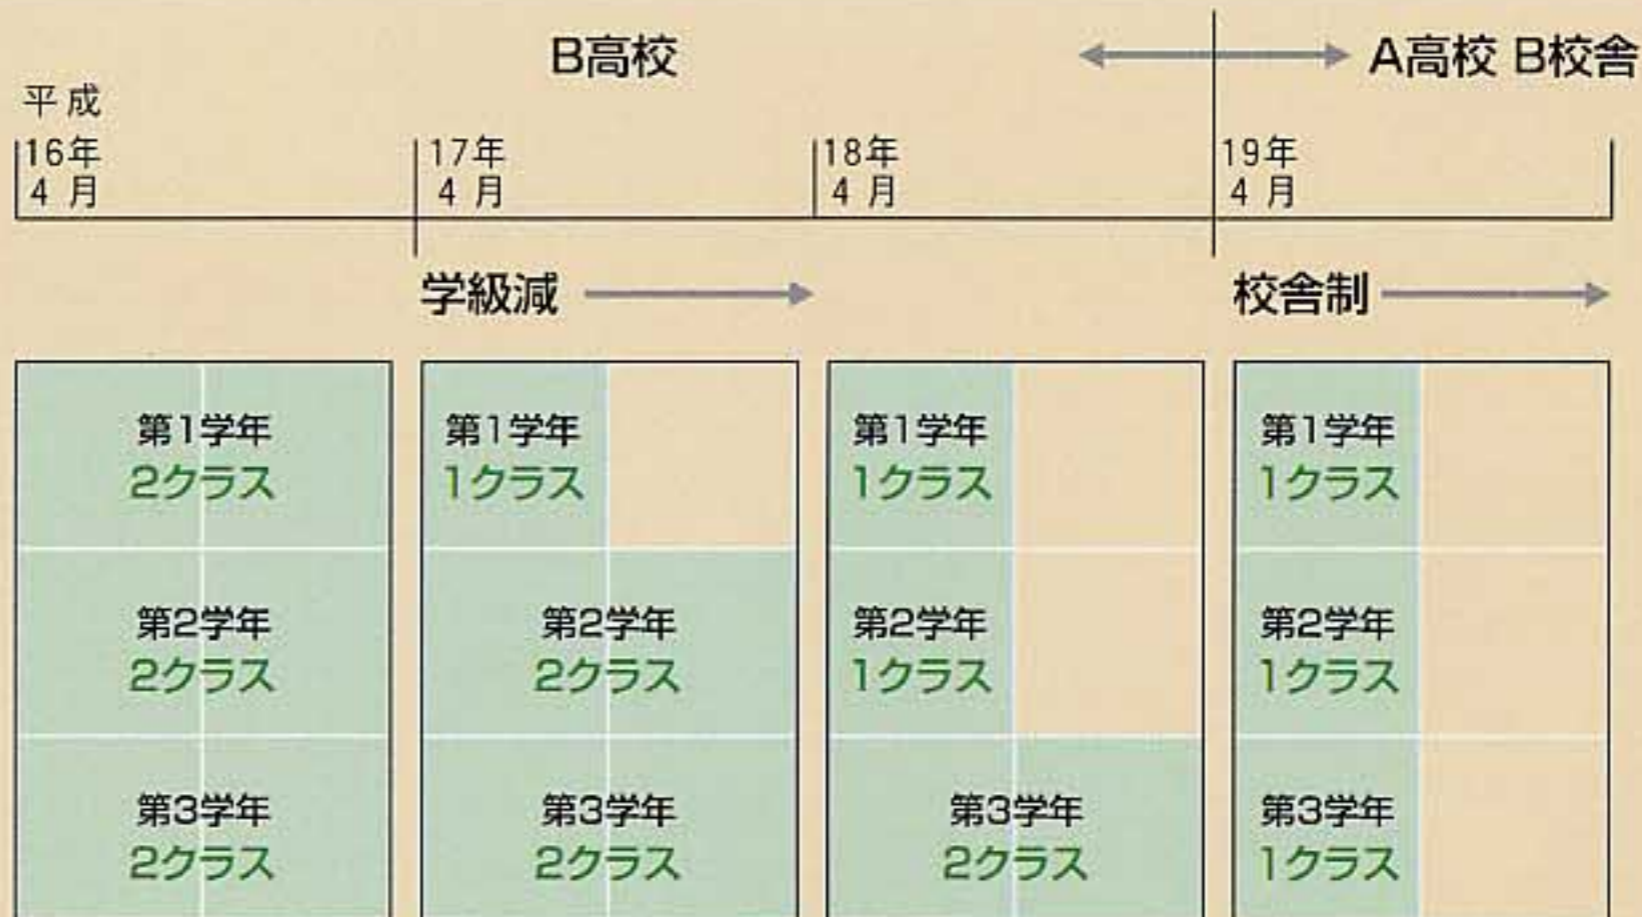 B高校
A高校 B校舎
平成
16年
4月
17年
4月
18年
4月
19年
4月
学級減
校舎制
第1学年
2クラス
第1学年
1クラス
第1学年
1クラス
第1学年
1クラス
第2学年
2クラス
第2学年
2クラス
第2学年
1クラス
第2学年
1クラス
第3学年
2クラス
第3学年
2クラス
第3学年
2クラス
第3学年
1クラス